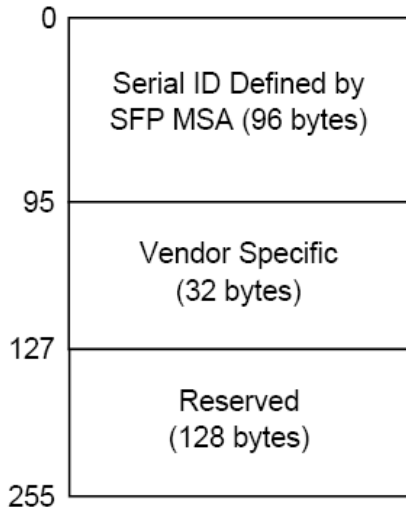 0
Serial ID Defined by
SFP MSA (96 bytes)
95
Vendor Specific
(32 bytes)
127
Reserved
(128 bytes)
255